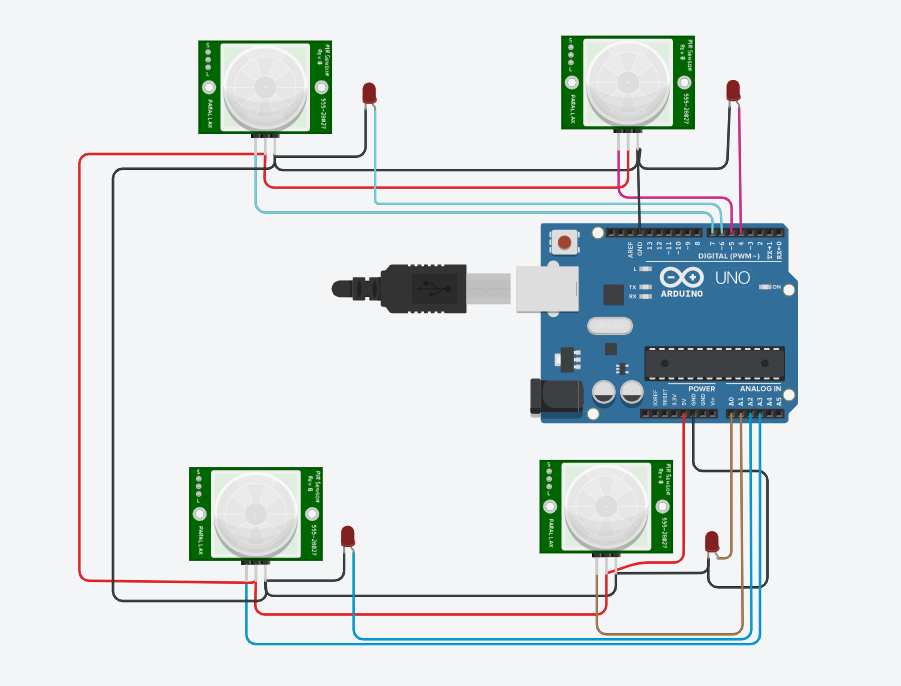 PIR Sensor
Rev B
555-28027
PARALLAX
PIR Sensor
Rev B
555-28027
PARALLAX
AREF
GND
13
12
~11
~10
~9
8
7
~6
~5
4
~3
2
TX→1
RX←0
DIGITAL (PWM~)
L
TX
RX
ARDUINO
UNO
ON
POWER
ANALOG IN
IOREF
RESET
3.3V
5V
GND
GND
Vin
A0
A1
A2
A3
A4
A5
PIR Sensor
Rev B
555-28027
PARALLAX
PIR Sensor
Rev B
555-28027
PARALLAX